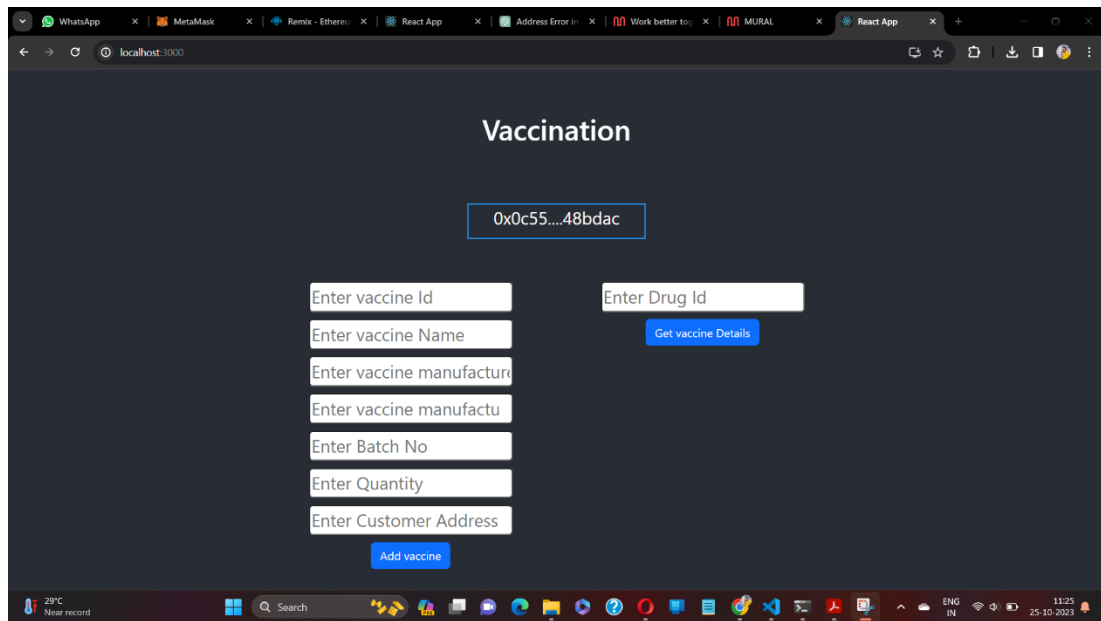 WhatsApp
MetaMask
Remix - Ethereu
React App
Address Error in
Work better tog
MURAL
React App
localhost:3000
Vaccination
0x0c55....48bdac
Enter vaccine Id
Enter Drug Id
Enter vaccine Name
Get vaccine Details
Enter vaccine manufacture
Enter vaccine manufactu
Enter Batch No
Enter Quantity
Enter Customer Address
Add vaccine
29°C
Near record
Search
ENG
IN
11:25
25-10-2023